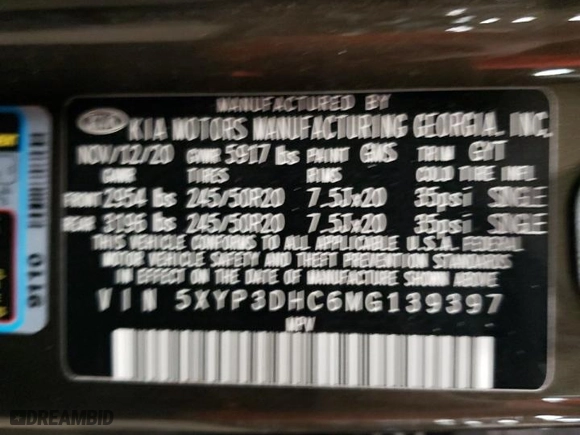 MANUFACTURED BY
KIA KIA MOTORS MANUFACTURING GEORGIA, INC.
NOV/12/20 GVWR 5917 lbs PAINT GMS TRIM GYT
GAWR TIRES RIMS COLD TIRE INFL
FRONT 2954 lbs 245/50R20 7.5Jx20 35psi SINGLE
REAR 3196 lbs 245/50R20 7.5Jx20 35psi SINGLE
THIS VEHICLE CONFORMS TO ALL APPLICABLE U.S.A. FEDERAL
MOTOR VEHICLE SAFETY AND THEFT PREVENTION STANDARDS
IN EFFECT ON THE DATE OF MANUFACTURE SHOWN ABOVE
VIN 5XYP3DHC6MG139397
MPV
9110
DREAMBID